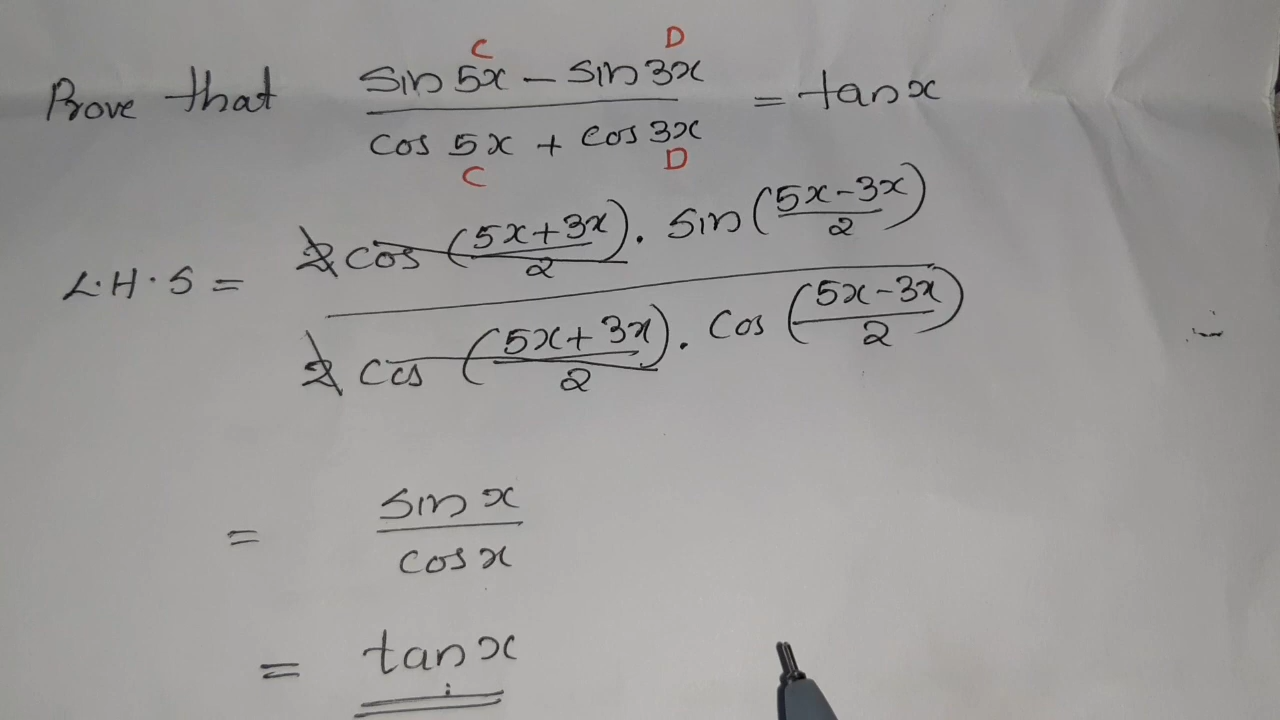 C D
Prove that (sin 5x − sin 3x)/(cos 5x + cos 3x) = tan x
C D
L.H.S = (2 cos ((5x+3x)/2) . sin ((5x−3x)/2))/(2 cos ((5x+3x)/2) . cos ((5x−3x)/2))
= sin x/cos x
= tan x